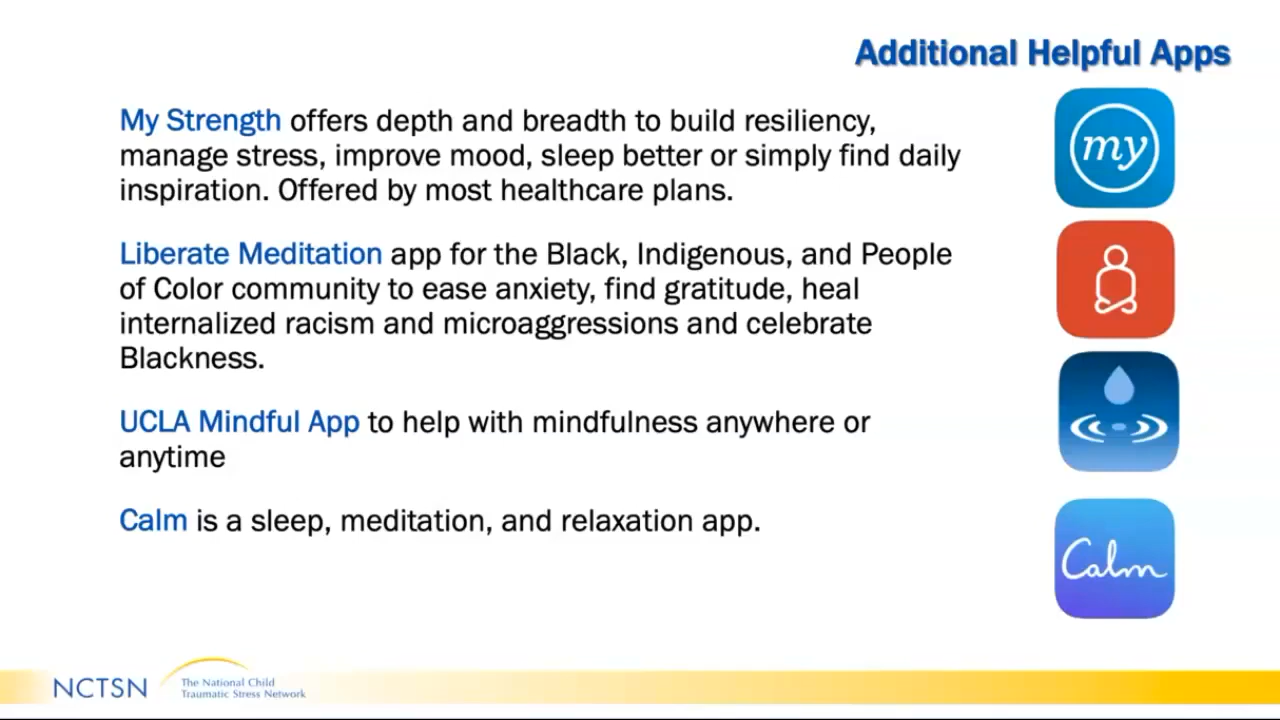 Additional Helpful Apps
My Strength offers depth and breadth to build resiliency,
manage stress, improve mood, sleep better or simply find daily
inspiration. Offered by most healthcare plans.
my
Liberate Meditation app for the Black, Indigenous, and People
of Color community to ease anxiety, find gratitude, heal
internalized racism and microaggressions and celebrate
Blackness.
UCLA Mindful App to help with mindfulness anywhere or
anytime
Calm is a sleep, meditation, and relaxation app.
Calm
NCTSN
The National Child
Traumatic Stress Network